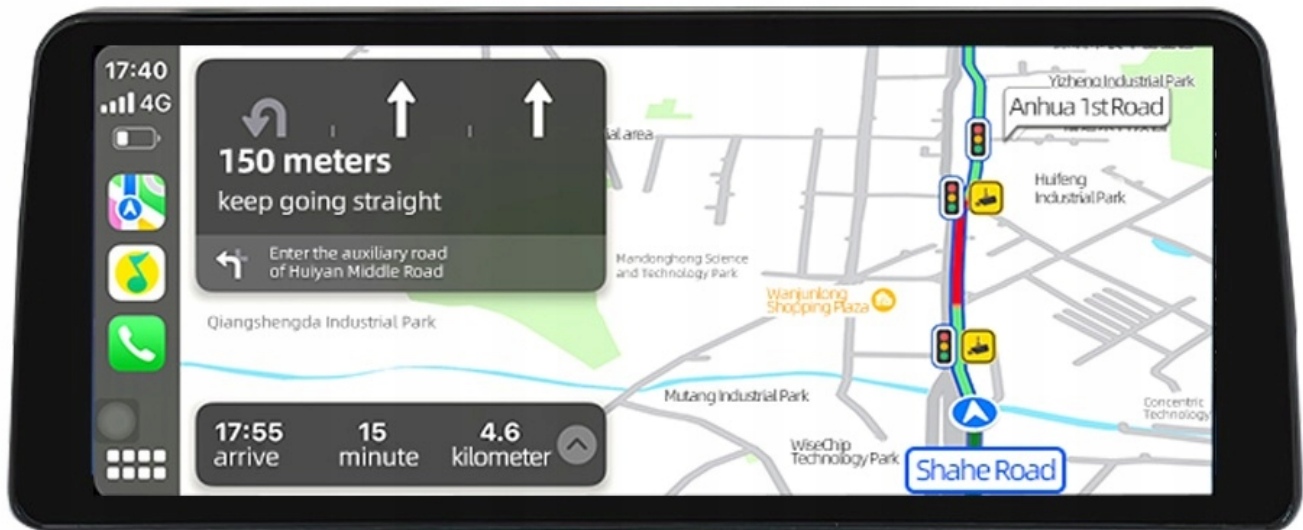 17:40
4G
150 meters
keep going straight
Enter the auxiliary road
of Huiyan Middle Road
Qiangshengda Industrial Park
17:55
arrive
15
minute
4.6
kilometer
ial area
Mandonghong Science
and Technology Park
Wanjunlong
Shopping Plaza
Mutang Industrial Park
WiseChip
Technology Park
Yizheng Industrial Park
Anhua 1st Road
Huifeng
Industrial Park
Concentric
Technology
Shahe Road